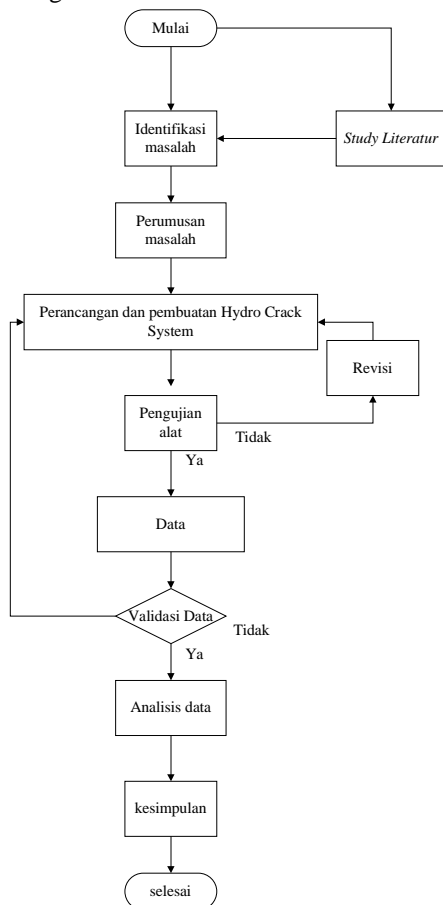 Mulai
Identifikasi
masalah
Study Literatur
Perumusan
masalah
Perancangan dan pembuatan Hydro Crack
System
Revisi
Pengujian
alat
Tidak
Ya
Data
Validasi Data
Tidak
Ya
Analisis data
kesimpulan
selesai